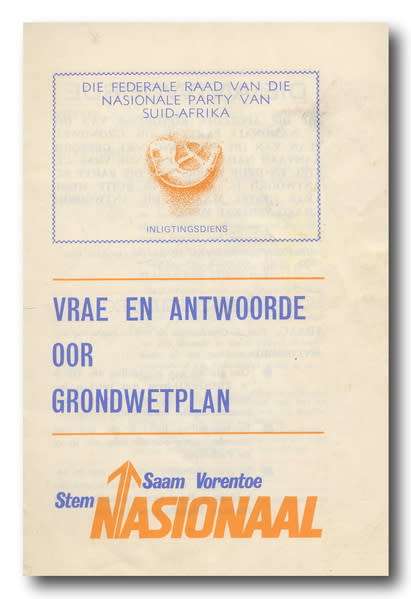 DIE FEDERALE RAAD VAN DIE
NASIONALE PARTY VAN
SUID-AFRIKA
INLIGTINGSDIENS
VRAE EN ANTWOORDE
OOR
GRONDWETPLAN
Saam Vorentoe
Stem
NASIONAAL